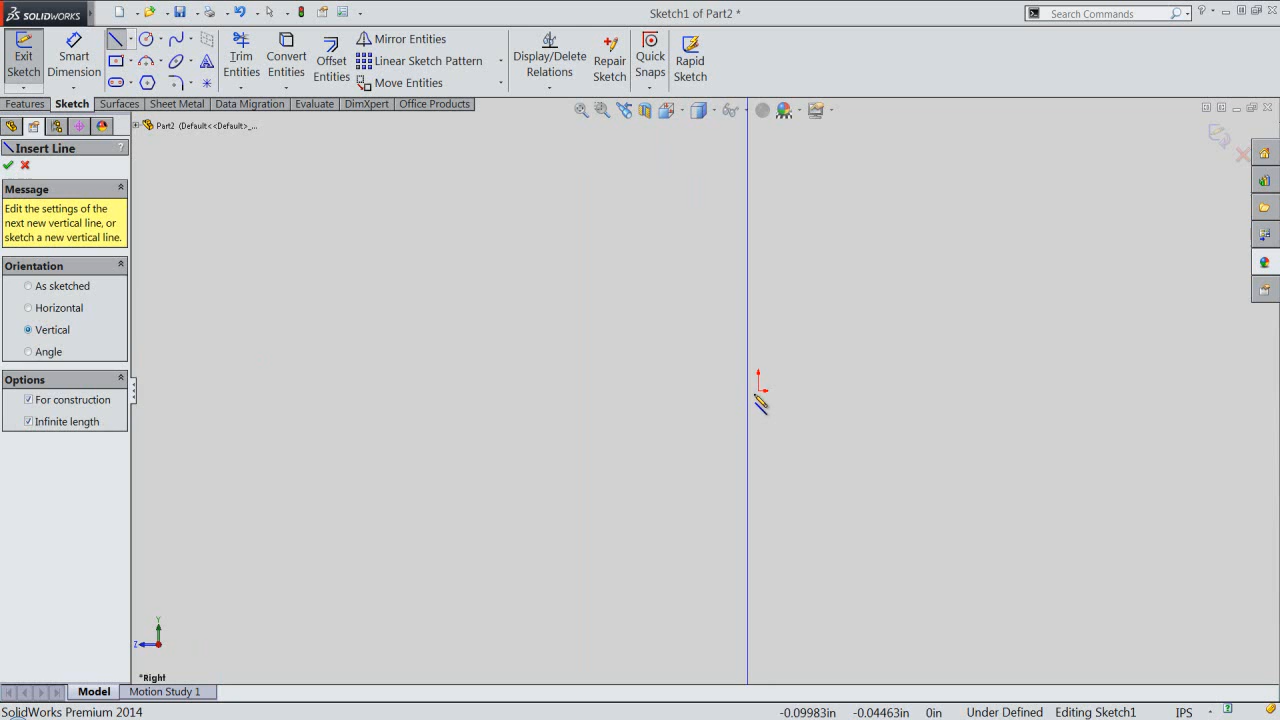 SOLIDWORKS
Sketch1 of Part2 *
Search Commands
Exit Sketch
Smart Dimension
Trim Entities
Convert Entities
Offset Entities
Mirror Entities
Linear Sketch Pattern
Move Entities
Display/Delete Relations
Repair Sketch
Quick Snaps
Rapid Sketch
Features Sketch Surfaces Sheet Metal Data Migration Evaluate DimXpert Office Products
Part2 (Default<<Default>_...
Insert Line ?
Message
Edit the settings of the
next new vertical line, or
sketch a new vertical line.
Orientation
As sketched
Horizontal
Vertical
Angle
Options
For construction
Infinite length
Y
Z
*Right
Model Motion Study 1
SolidWorks Premium 2014 -0.09983in -0.04463in 0in Under Defined Editing Sketch1 IPS